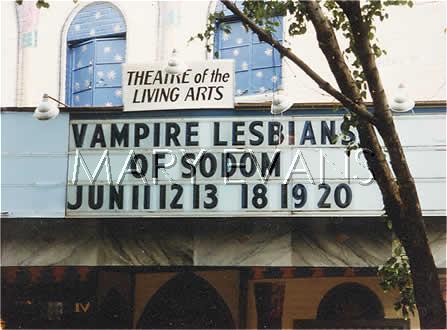 THEATRE of the
LIVING ARTS
VAMPIRE LESBIANS
OF SODOM
MARY EVANS
JUN 11 12 13 18 19 20